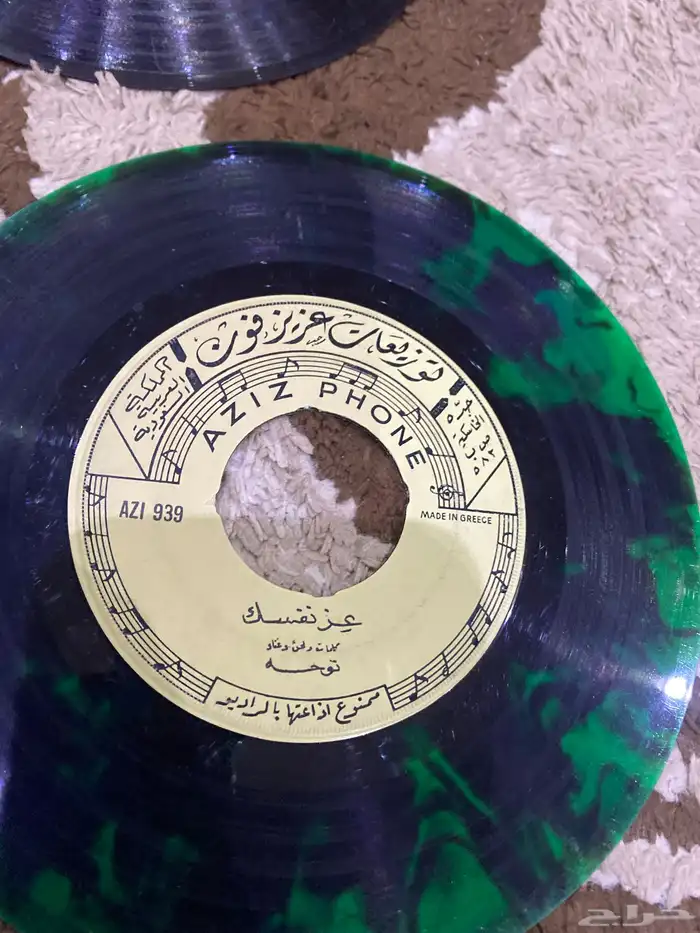 توزيعات عزيز فون
المملكة
العربية
السعودية
AZIZ PHONE
AZI 939
MADE IN GREECE
عز نفسك
كلمات ولحن وغناء
توحه
ممنوع اذاعتها بالراديو
حراج